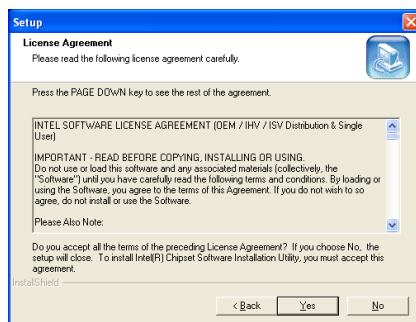 Setup
License Agreement
Please read the following license agreement carefully.
Press the PAGE DOWN key to see the rest of the agreement.
INTEL SOFTWARE LICENSE AGREEMENT (OEM / IHV / ISV Distribution & Single
User)
IMPORTANT - READ BEFORE COPYING, INSTALLING OR USING.
Do not use or load this software and any associated materials (collectively, the
"Software") until you have carefully read the following terms and conditions. By loading or
using the Software, you agree to the terms of this Agreement. If you do not wish to so
agree, do not install or use the Software.
Please Also Note:
Do you accept all the terms of the preceding License Agreement? If you choose No, the
setup will close. To install Intel(R) Chipset Software Installation Utility, you must accept this
agreement.
InstallShield
< Back Yes No